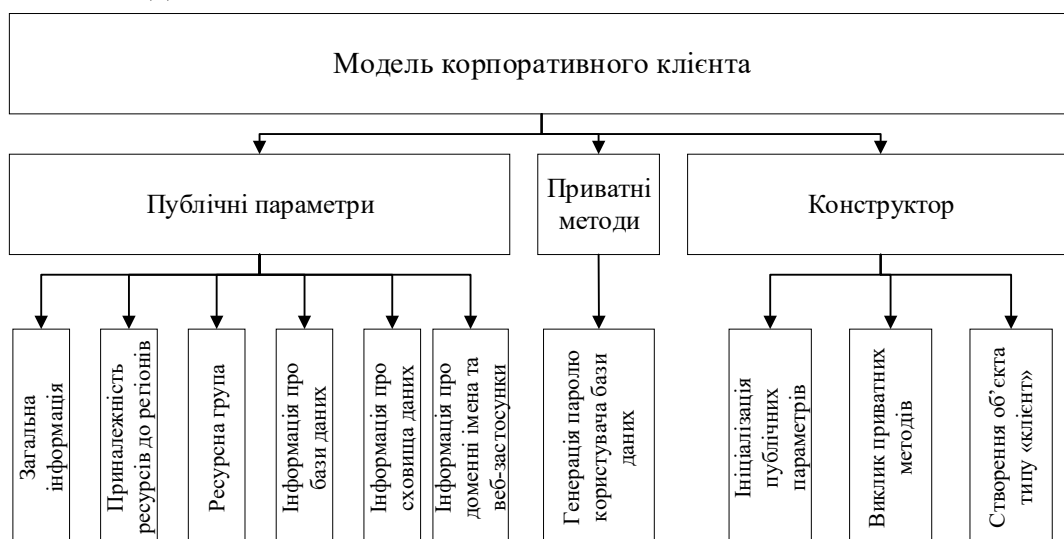 Модель корпоративного клієнта
Публічні параметри
Приватні
методи
Конструктор
Загальна
інформація
Приналежність
ресурсів до регіонів
Ресурсна група
Інформація про
бази даних
Інформація про
сховища даних
Інформація про
доменні імена та
веб-застосунки
Генерація паролю
користувача бази
даних
Ініціалізація
публічних
параметрів
Виклик приватних
методів
Створення об’єкта
типу «клієнт»